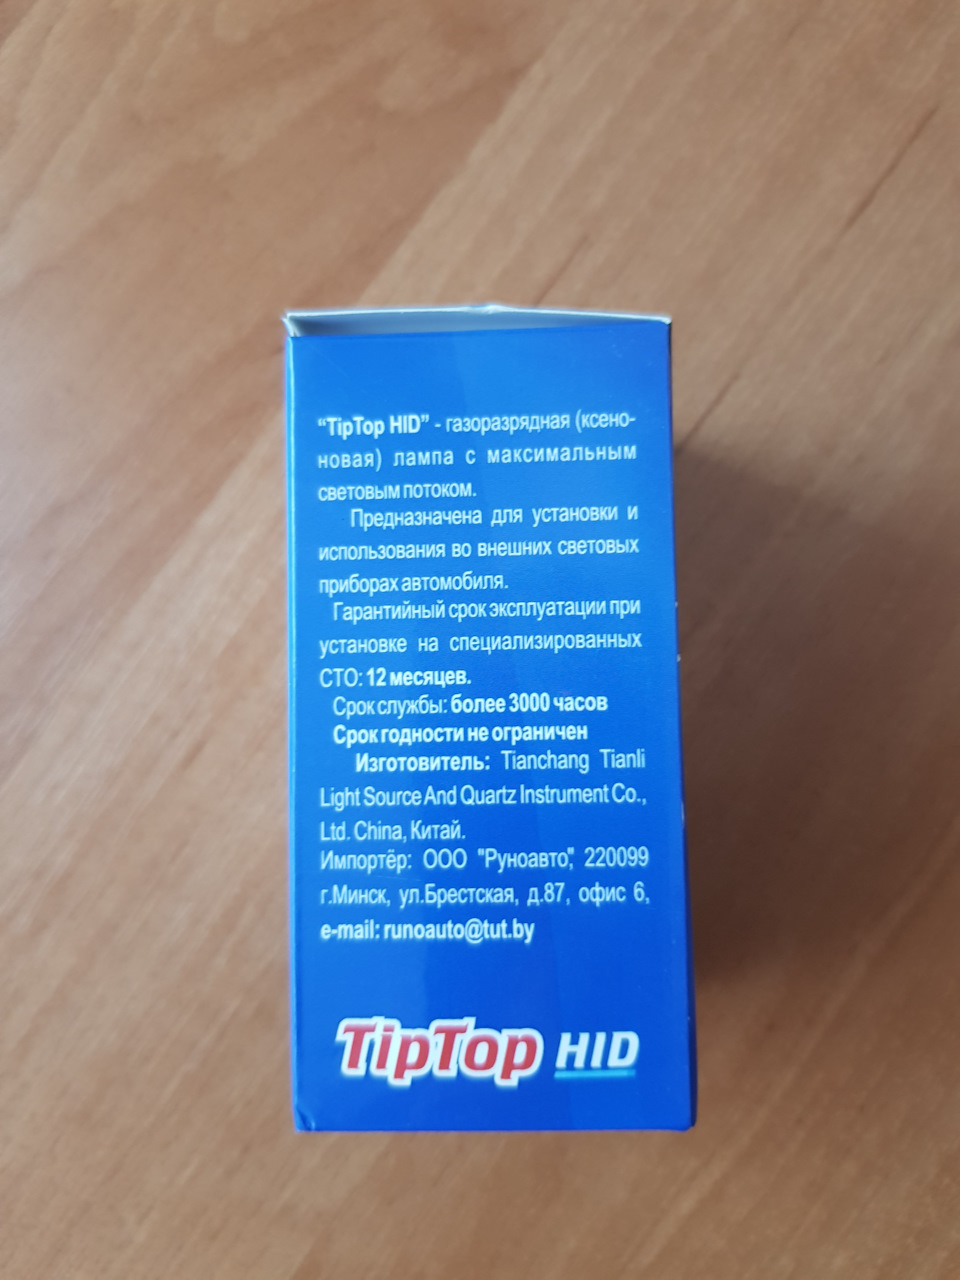 “TipTop HID” - газоразрядная (ксено-
новая) лампа с максимальным
световым потоком.
Предназначена для установки и
использования во внешних световых
приборах автомобиля.
Гарантийный срок эксплуатации при
установке на специализированных
СТО: 12 месяцев.
Срок службы: более 3000 часов
Срок годности не ограничен
Изготовитель: Tianchang Tianli
Light Source And Quartz Instrument Co.,
Ltd. China, Китай.
Импортёр: ООО "Руноавто", 220099
г.Минск, ул.Брестская, д.87, офис 6,
e-mail: runoauto@tut.by
TipTop HID